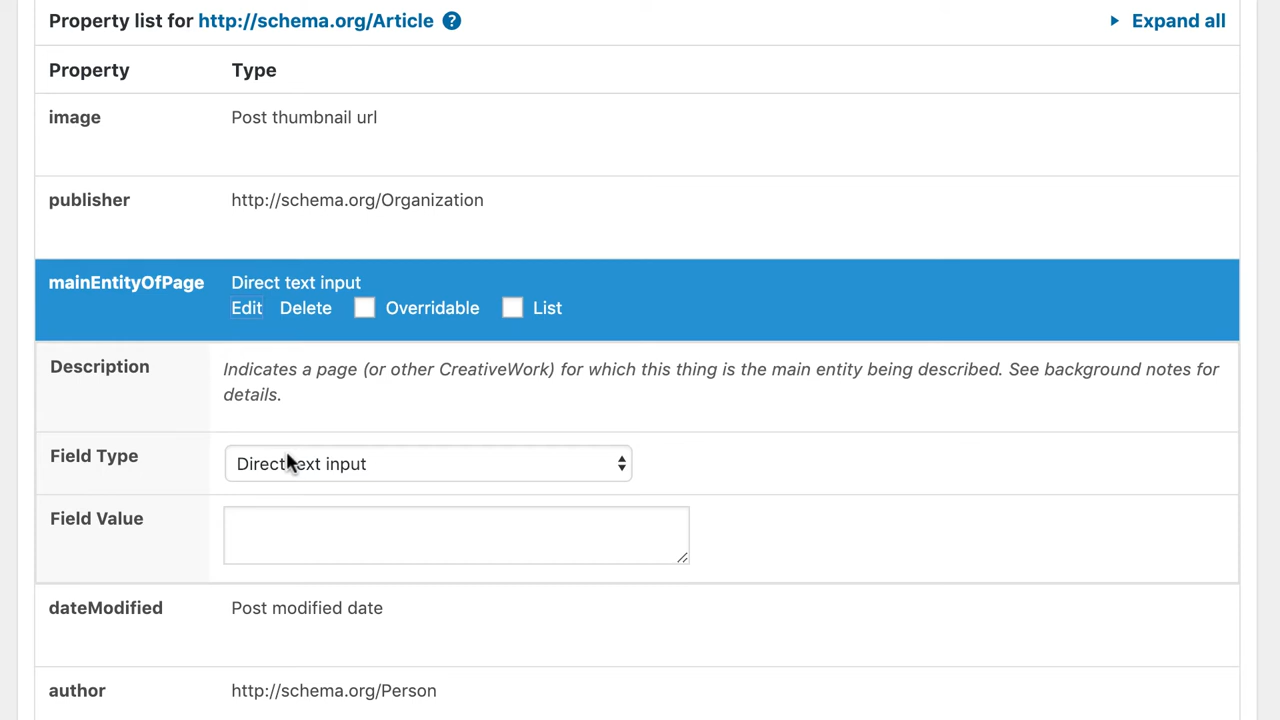 Property list for http://schema.org/Article ? Expand all
Property Type
image Post thumbnail url
publisher http://schema.org/Organization
mainEntityOfPage Direct text input
Edit Delete Overridable List
Description Indicates a page (or other CreativeWork) for which this thing is the main entity being described. See background notes for
details.
Field Type Direct text input
Field Value
dateModified Post modified date
author http://schema.org/Person